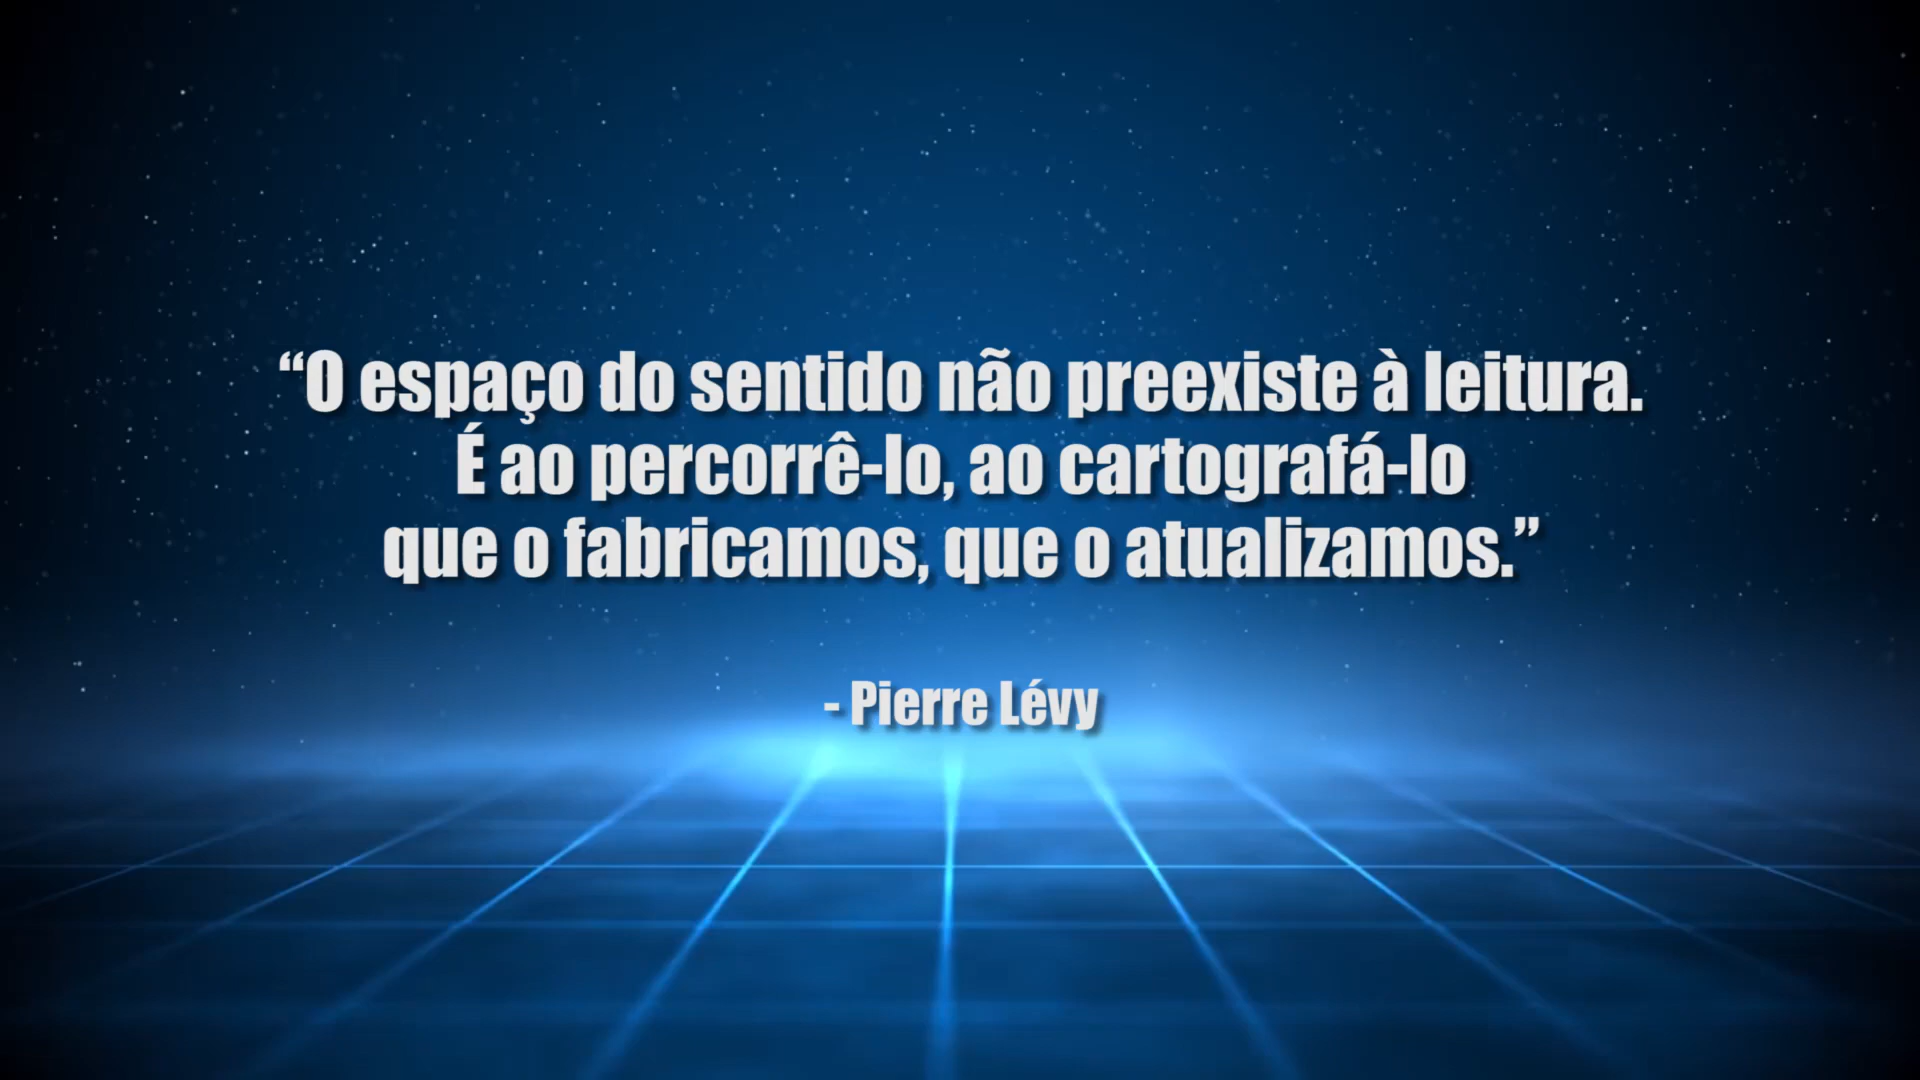 “O espaço do sentido não preexiste à leitura.
É ao percorrê-lo, ao cartografá-lo
que o fabricamos, que o atualizamos.”
- Pierre Lévy